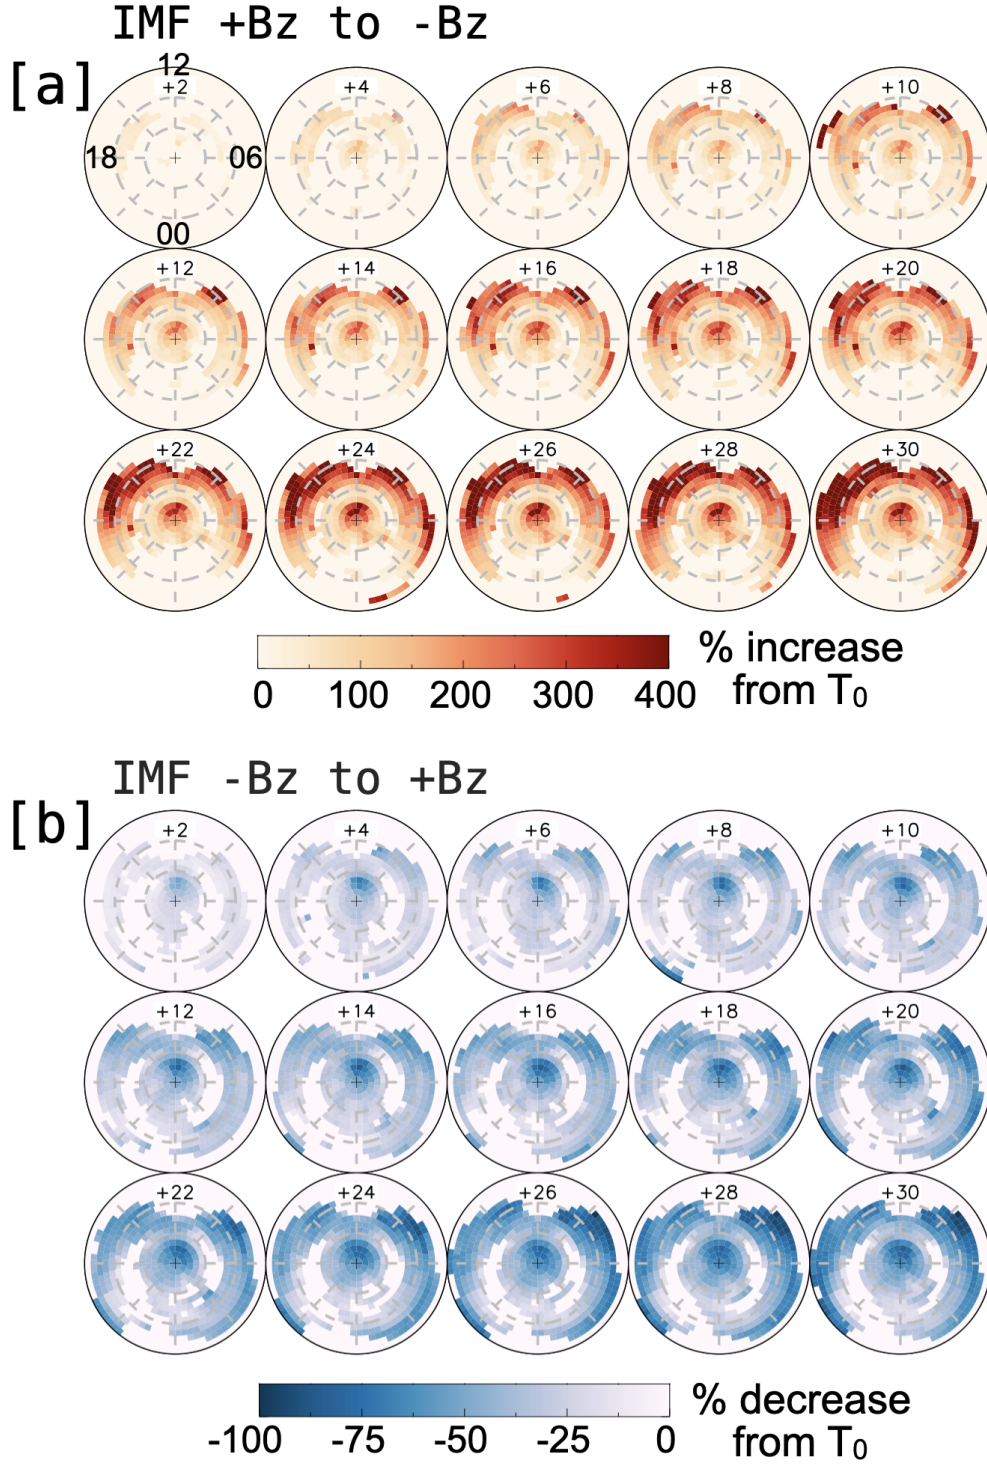 IMF +Bz to -Bz
[a]
12
+2 +4 +6 +8 +10
18 06
00
+12 +14 +16 +18 +20
+22 +24 +26 +28 +30
0 100 200 300 400
% increase
from T₀
IMF -Bz to +Bz
[b]
+2 +4 +6 +8 +10
+12 +14 +16 +18 +20
+22 +24 +26 +28 +30
-100 -75 -50 -25 0
% decrease
from T₀